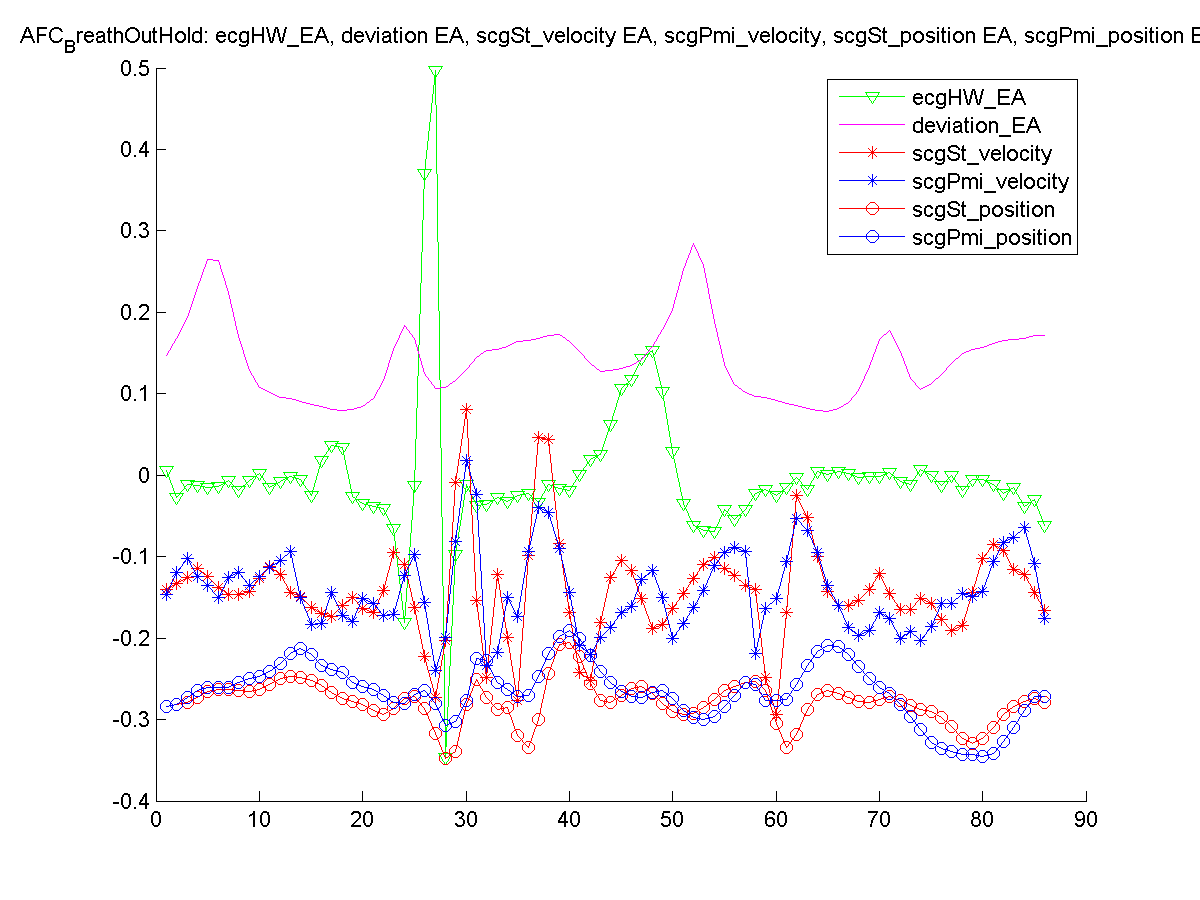 AFC_BreathOutHold: ecgHW_EA, deviation EA, scgSt_velocity EA, scgPmi_velocity, scgSt_position EA, scgPmi_position E
0.5
0.4
0.3
0.2
0.1
0
-0.1
-0.2
-0.3
-0.4
0 10 20 30 40 50 60 70 80 90
ecgHW_EA
deviation_EA
scgSt_velocity
scgPmi_velocity
scgSt_position
scgPmi_position